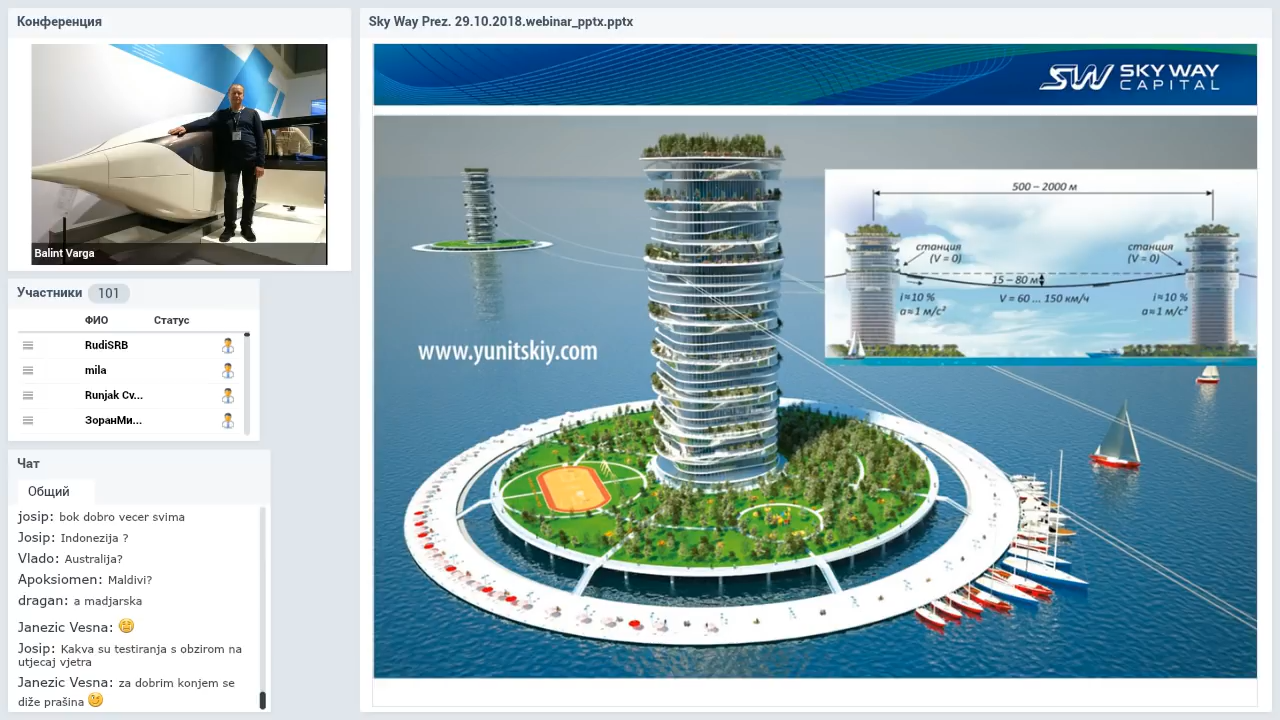 Конференция
Balint Varga
Участники 101
ФИО Статус
RudiSRB
mila
Runjak Cv...
ЗоранМи...
Чат
Общий
josip: bok dobro vecer svima
Josip: Indonezija ?
Vlado: Australija?
Apoksiomen: Maldivi?
dragan: a madjarska
Janezic Vesna:
Josip: Kakva su testiranja s obzirom na
utjecaj vjetra
Janezic Vesna: za dobrim konjem se
diže prašina
Sky Way Prez. 29.10.2018.webinar_pptx.pptx
SW SKY WAY
CAPITAL
www.yunitskiy.com
500 – 2000 м
станция
(V = 0)
станция
(V = 0)
15 – 80 м
i ≈ 10 %
a ≈ 1 м/с²
V = 60 ... 150 км/ч
i ≈ 10 %
a ≈ 1 м/с²